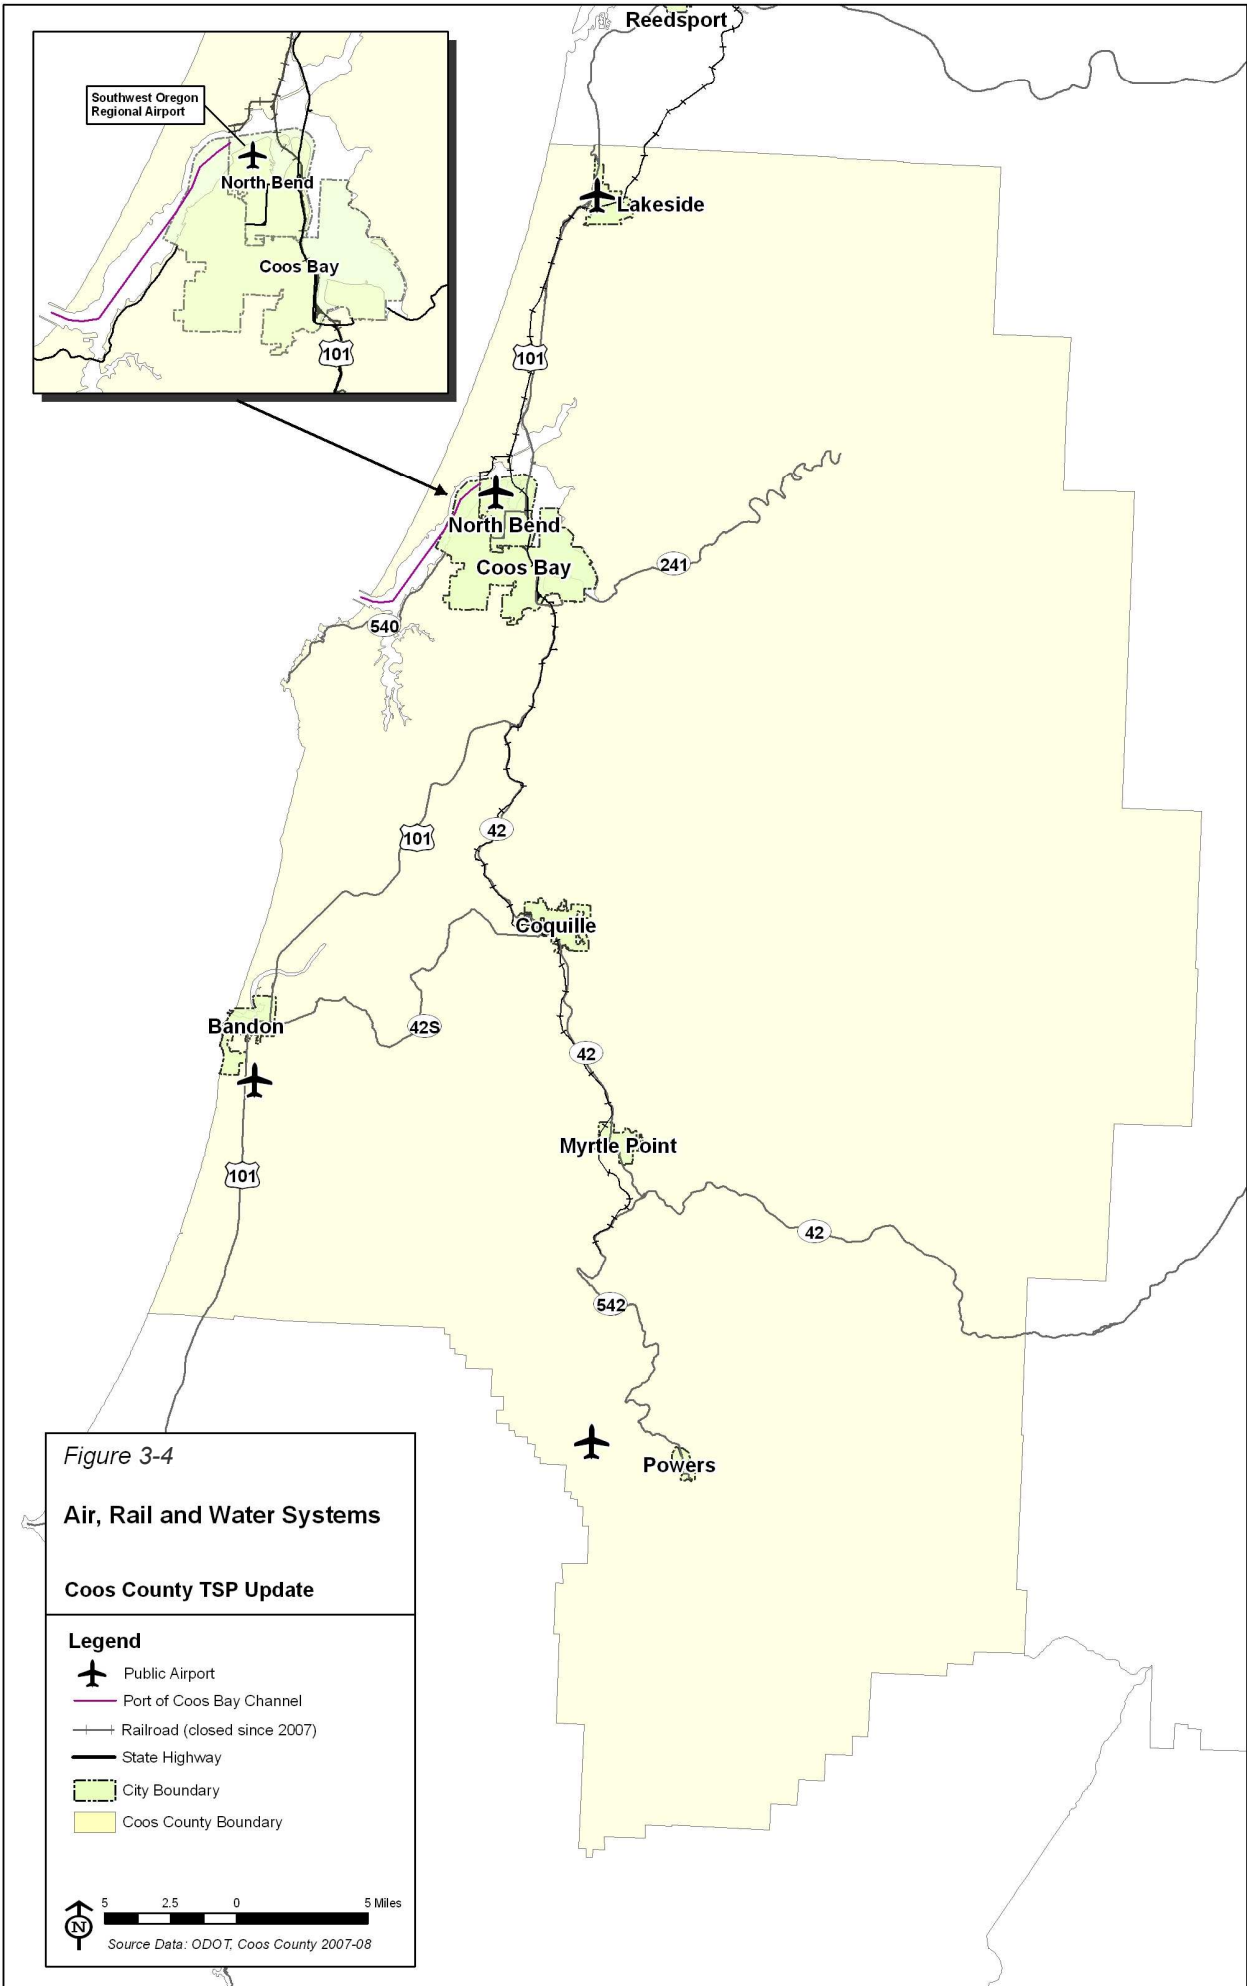 Reedsport
Southwest Oregon
Regional Airport
North Bend
Coos Bay
101
Lakeside
101
North Bend
Coos Bay
241
540
101
42
Coquille
Bandon
42S
42
Myrtle Point
101
42
542
Powers
Figure 3-4
Air, Rail and Water Systems
Coos County TSP Update
Legend
Public Airport
Port of Coos Bay Channel
Railroad (closed since 2007)
State Highway
City Boundary
Coos County Boundary
5 2.5 0 5 Miles
N
Source Data: ODOT, Coos County 2007-08